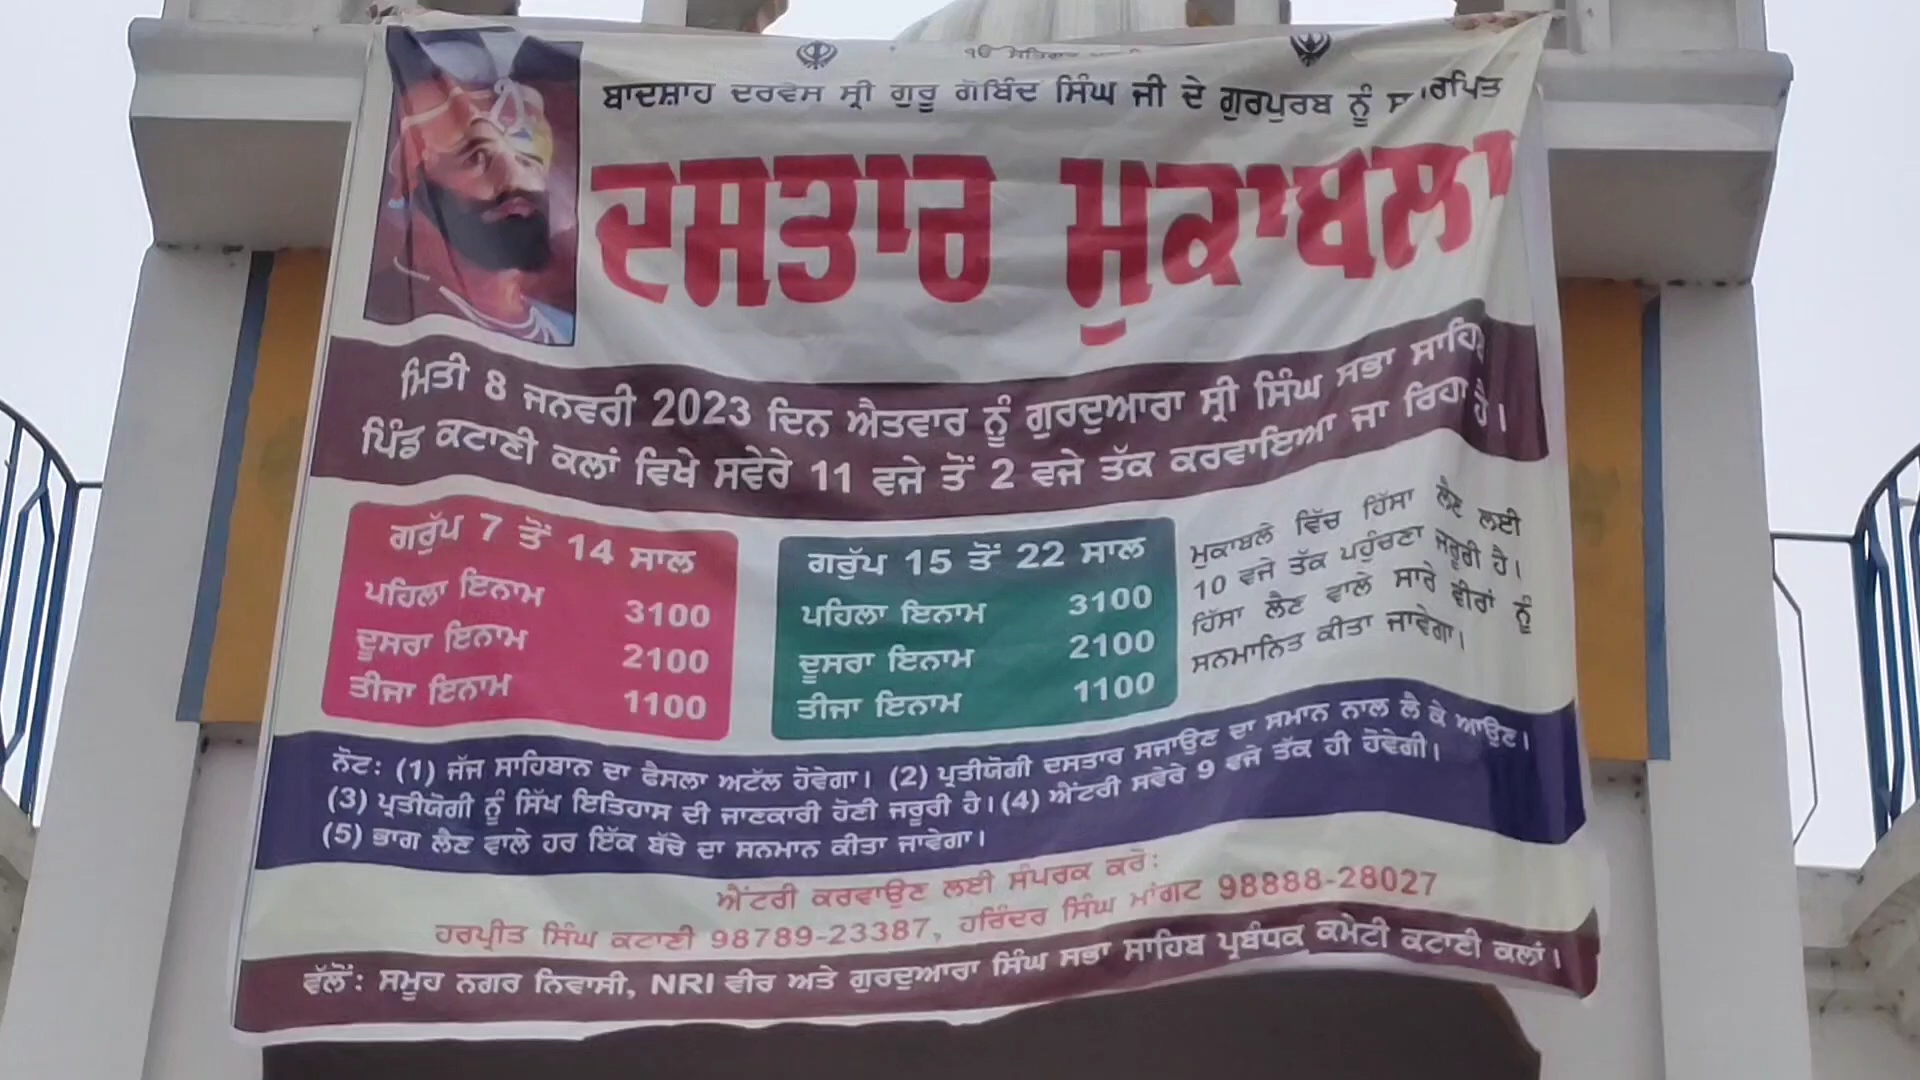 ੴ ਸਤਿਗੁਰ
ਬਾਦਸ਼ਾਹ ਦਰਵੇਸ ਸ੍ਰੀ ਗੁਰੂ ਗੋਬਿੰਦ ਸਿੰਘ ਜੀ ਦੇ ਗੁਰਪੁਰਬ ਨੂੰ ਸਮਰਪਿਤ
ਦਸਤਾਰ ਮੁਕਾਬਲਾ
ਮਿਤੀ 8 ਜਨਵਰੀ 2023 ਦਿਨ ਐਤਵਾਰ ਨੂੰ ਗੁਰਦੁਆਰਾ ਸ੍ਰੀ ਸਿੰਘ ਸਭਾ ਸਾਹਿਬ
ਪਿੰਡ ਕਟਾਣੀ ਕਲਾਂ ਵਿਖੇ ਸਵੇਰੇ 11 ਵਜੇ ਤੋਂ 2 ਵਜੇ ਤੱਕ ਕਰਵਾਇਆ ਜਾ ਰਿਹਾ ਹੈ।
ਗਰੁੱਪ 7 ਤੋਂ 14 ਸਾਲ
ਪਹਿਲਾ ਇਨਾਮ 3100
ਦੂਸਰਾ ਇਨਾਮ 2100
ਤੀਜਾ ਇਨਾਮ 1100
ਗਰੁੱਪ 15 ਤੋਂ 22 ਸਾਲ
ਪਹਿਲਾ ਇਨਾਮ 3100
ਦੂਸਰਾ ਇਨਾਮ 2100
ਤੀਜਾ ਇਨਾਮ 1100
ਮੁਕਾਬਲੇ ਵਿੱਚ ਹਿੱਸਾ ਲੈਣ ਲਈ
10 ਵਜੇ ਤੱਕ ਪਹੁੰਚਣਾ ਜਰੂਰੀ ਹੈ।
ਹਿੱਸਾ ਲੈਣ ਵਾਲੇ ਸਾਰੇ ਵੀਰਾਂ ਨੂੰ
ਸਨਮਾਨਿਤ ਕੀਤਾ ਜਾਵੇਗਾ।
ਨੋਟ: (1) ਜੱਜ ਸਾਹਿਬਾਨ ਦਾ ਫੈਸਲਾ ਅਟੱਲ ਹੋਵੇਗਾ। (2) ਪ੍ਰਤੀਯੋਗੀ ਦਸਤਾਰ ਸਜਾਉਣ ਦਾ ਸਮਾਨ ਨਾਲ ਲੈ ਕੇ ਆਉਣ।
(3) ਪ੍ਰਤੀਯੋਗੀ ਨੂੰ ਸਿੱਖ ਇਤਿਹਾਸ ਦੀ ਜਾਣਕਾਰੀ ਹੋਣੀ ਜਰੂਰੀ ਹੈ। (4) ਐਂਟਰੀ ਸਵੇਰੇ 9 ਵਜੇ ਤੱਕ ਹੀ ਹੋਵੇਗੀ।
(5) ਭਾਗ ਲੈਣ ਵਾਲੇ ਹਰ ਇੱਕ ਬੱਚੇ ਦਾ ਸਨਮਾਨ ਕੀਤਾ ਜਾਵੇਗਾ।
ਐਂਟਰੀ ਕਰਵਾਉਣ ਲਈ ਸੰਪਰਕ ਕਰੋ:
ਹਰਪ੍ਰੀਤ ਸਿੰਘ ਕਟਾਣੀ 98789-23387, ਹਰਿੰਦਰ ਸਿੰਘ ਮਾਂਗਟ 98888-28027
ਵੱਲੋਂ: ਸਮੂਹ ਨਗਰ ਨਿਵਾਸੀ, NRI ਵੀਰ ਅਤੇ ਗੁਰਦੁਆਰਾ ਸਿੰਘ ਸਭਾ ਸਾਹਿਬ ਪ੍ਰਬੰਧਕ ਕਮੇਟੀ ਕਟਾਣੀ ਕਲਾਂ।